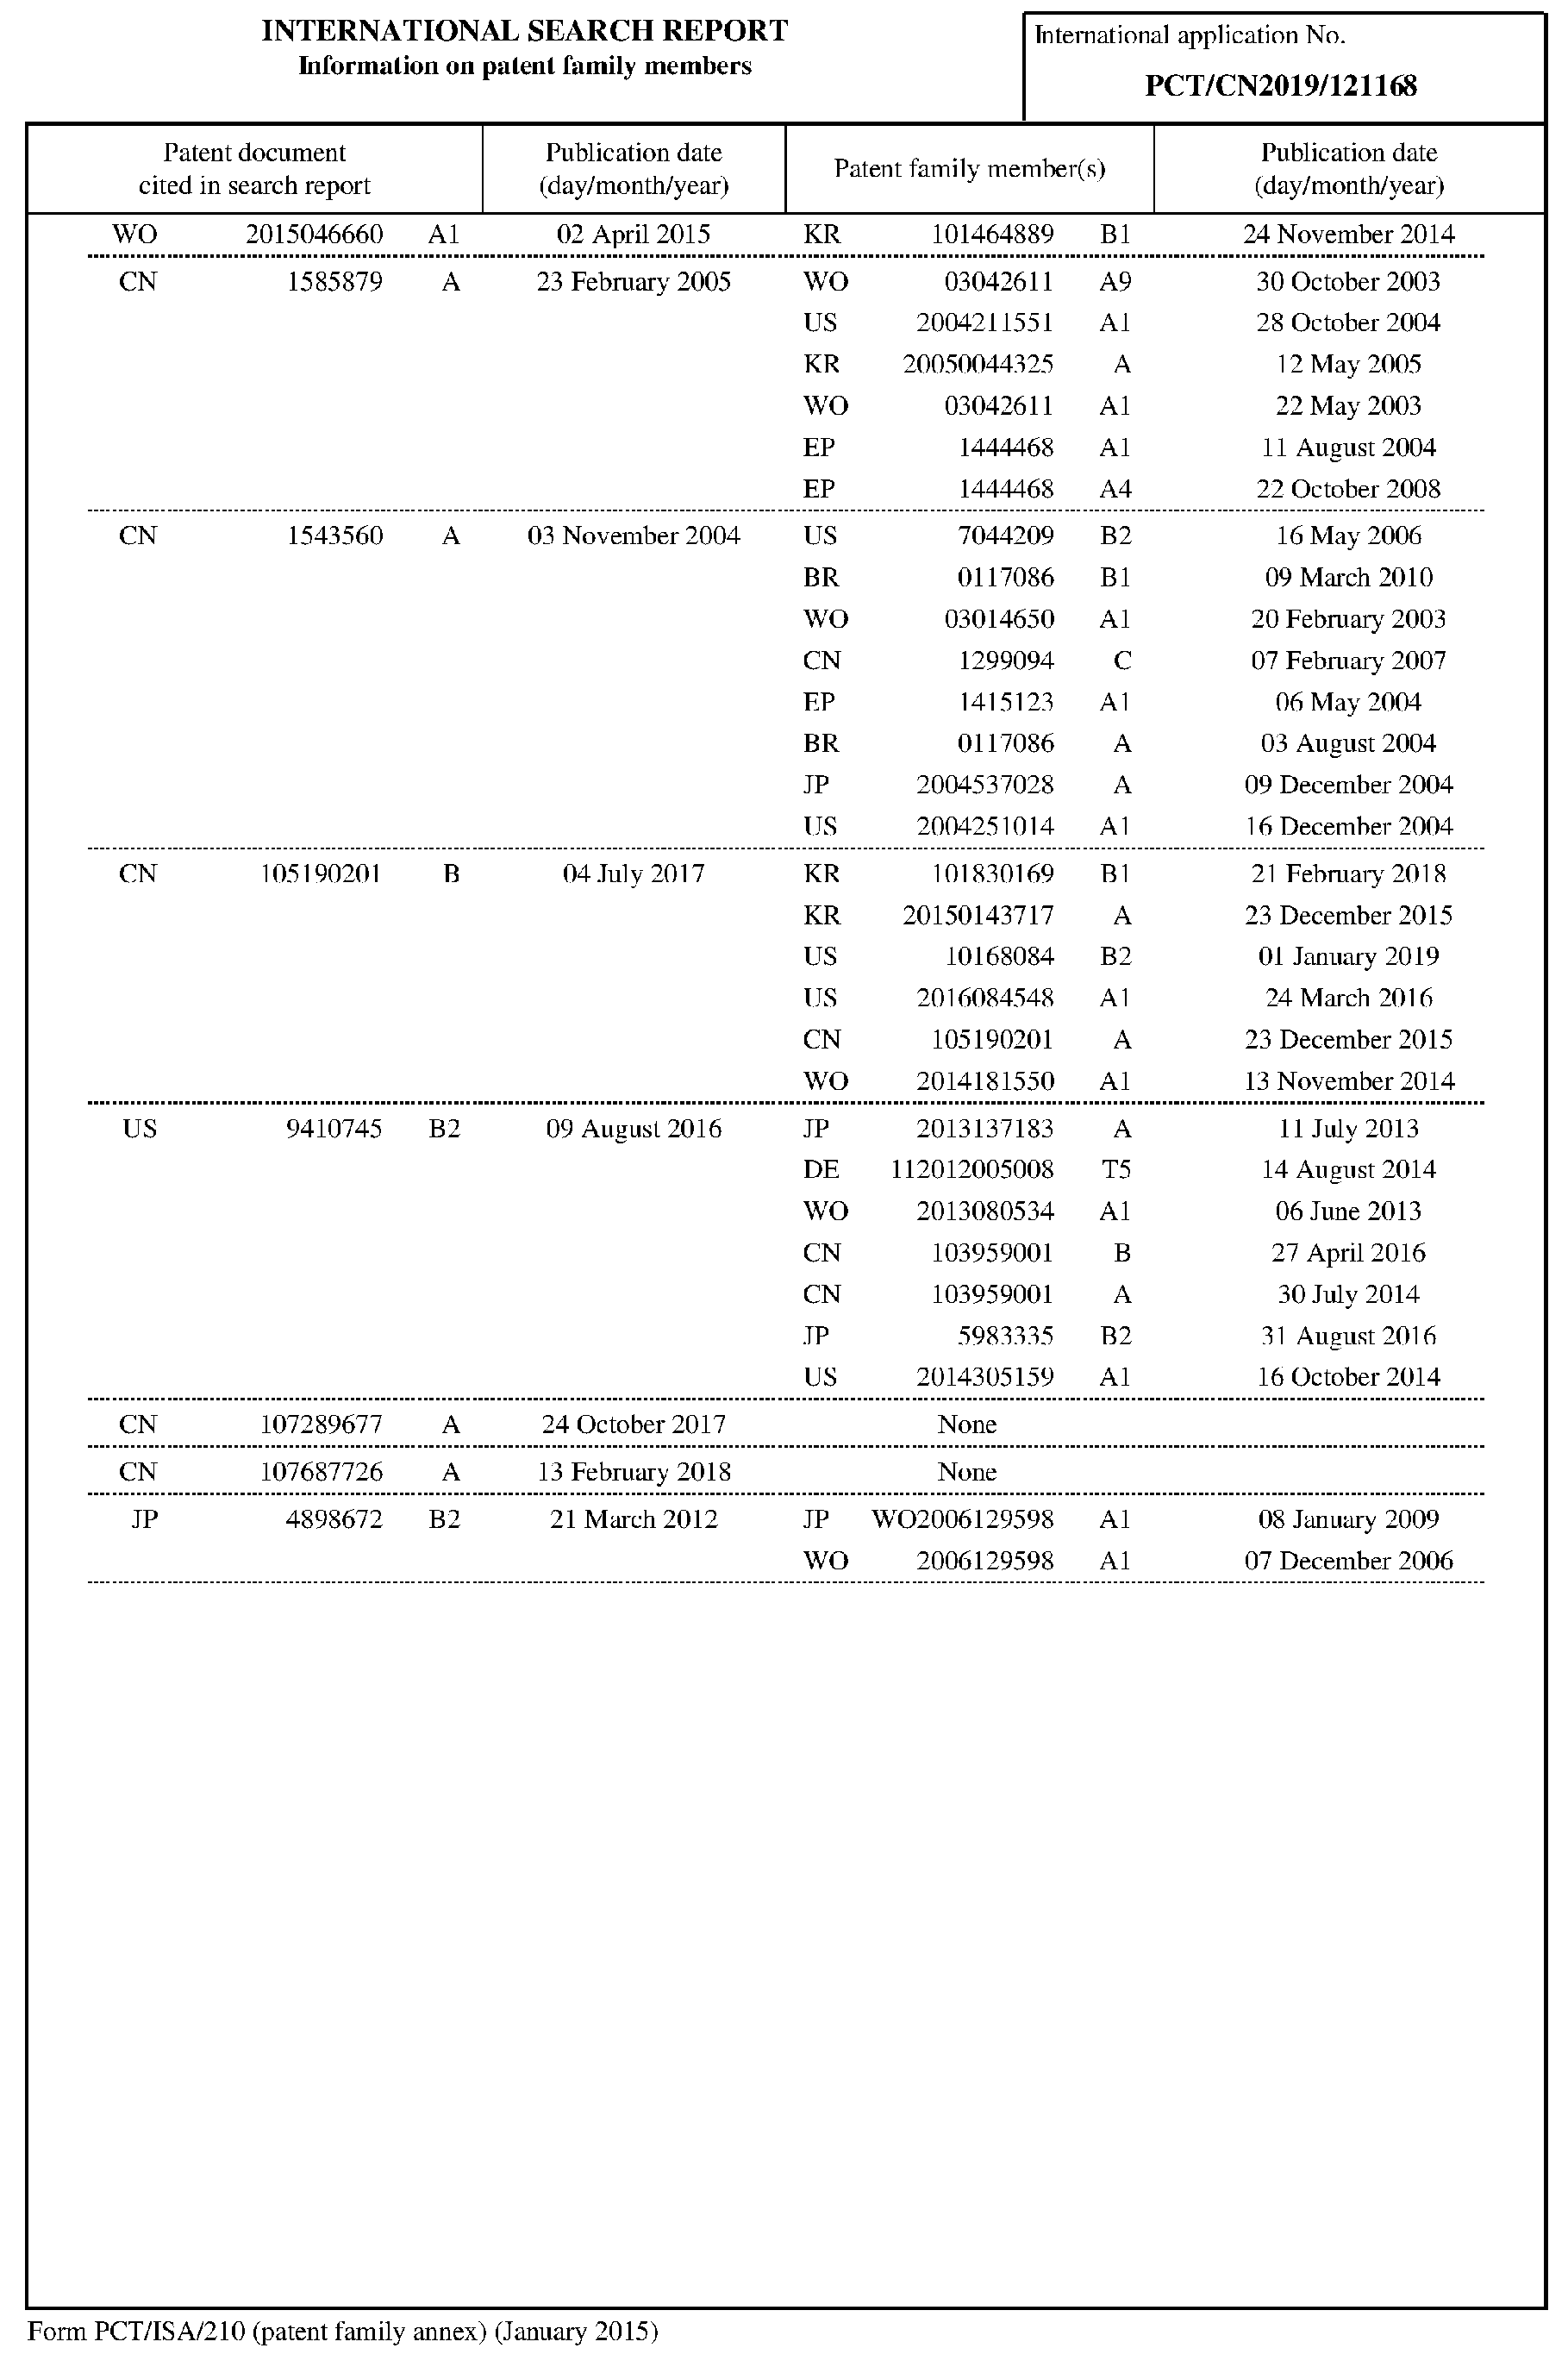 INTERNATIONAL SEARCH REPORT
Information on patent family members
International application No.
PCT/CN2019/121168
Patent document cited in search report
Publication date (day/month/year)
Patent family member(s)
Publication date (day/month/year)
WO 2015046660 A1 02 April 2015 KR 101464889 B1 24 November 2014
CN 1585879 A 23 February 2005 WO 03042611 A9 30 October 2003
US 2004211551 A1 28 October 2004
KR 20050044325 A 12 May 2005
WO 03042611 A1 22 May 2003
EP 1444468 A1 11 August 2004
EP 1444468 A4 22 October 2008
CN 1543560 A 03 November 2004 US 7044209 B2 16 May 2006
BR 0117086 B1 09 March 2010
WO 03014650 A1 20 February 2003
CN 1299094 C 07 February 2007
EP 1415123 A1 06 May 2004
BR 0117086 A 03 August 2004
JP 2004537028 A 09 December 2004
US 2004251014 A1 16 December 2004
CN 105190201 B 04 July 2017 KR 101830169 B1 21 February 2018
KR 20150143717 A 23 December 2015
US 10168084 B2 01 January 2019
US 2016084548 A1 24 March 2016
CN 105190201 A 23 December 2015
WO 2014181550 A1 13 November 2014
US 9410745 B2 09 August 2016 JP 2013137183 A 11 July 2013
DE 112012005008 T5 14 August 2014
WO 2013080534 A1 06 June 2013
CN 103959001 B 27 April 2016
CN 103959001 A 30 July 2014
JP 5983335 B2 31 August 2016
US 2014305159 A1 16 October 2014
CN 107289677 A 24 October 2017 None
CN 107687726 A 13 February 2018 None
JP 4898672 B2 21 March 2012 JP WO2006129598 A1 08 January 2009
WO 2006129598 A1 07 December 2006
Form PCT/ISA/210 (patent family annex) (January 2015)